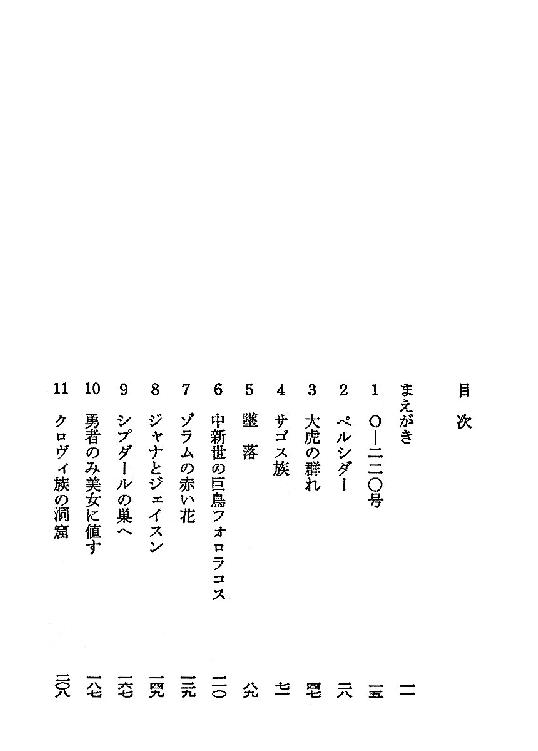 目次
まえがき 一一
1 〇—二二〇号 一五
2 ペルシダー 二八
3 大虎の群れ 四七
4 サゴス族 七一
5 墜落 八九
6 中新世の巨鳥フォロラコス 一一〇
7 ゾラムの赤い花 一二九
8 ジャナとジェイスン 一四九
9 シプダールの巣へ 一六七
10 勇者のみ美女に値す 一八七
11 クロヴィ族の洞窟 二〇八